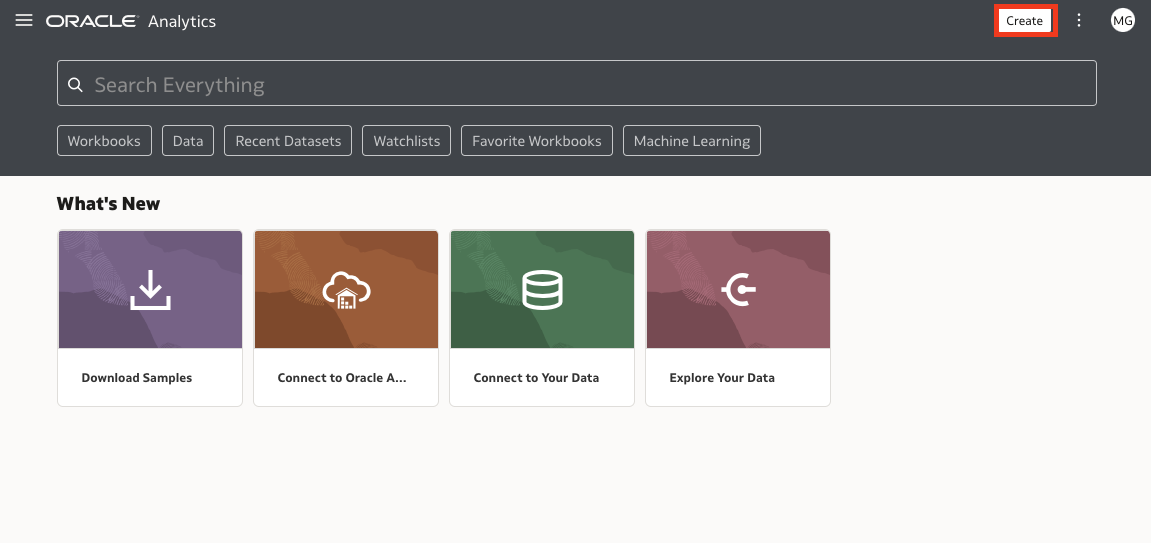 ORACLE Analytics
Create
MG
Search Everything
Workbooks Data Recent Datasets Watchlists Favorite Workbooks Machine Learning
What's New
Download Samples
Connect to Oracle A...
Connect to Your Data
Explore Your Data